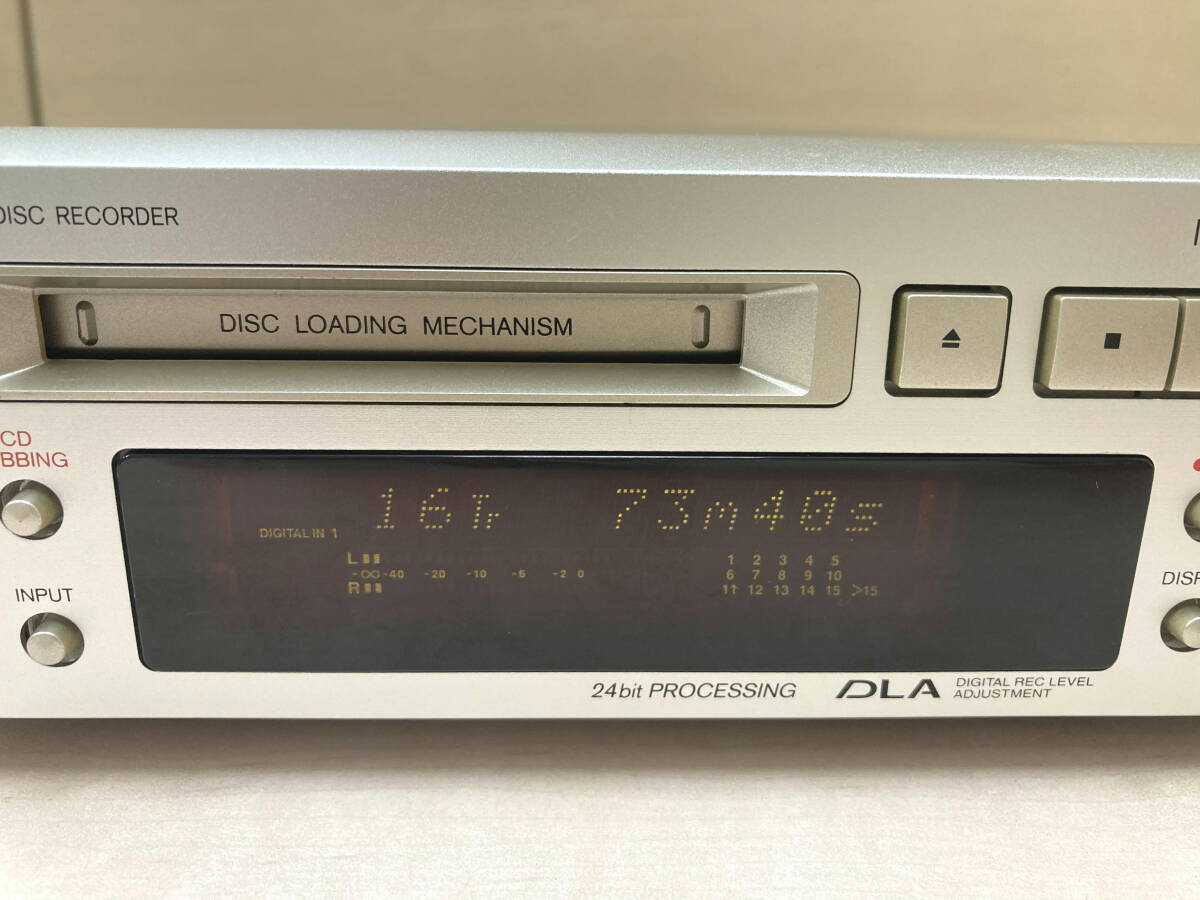 DISC RECORDER
DISC LOADING MECHANISM
CD
BBING
16Tr 73m40s
DIGITAL IN 1
L
-∞ -40 -20 -10 -6 -2 0
R
1 2 3 4 5
6 7 8 9 10
11 12 13 14 15 >15
INPUT
DISP
24bit PROCESSING
DLA DIGITAL REC LEVEL
ADJUSTMENT